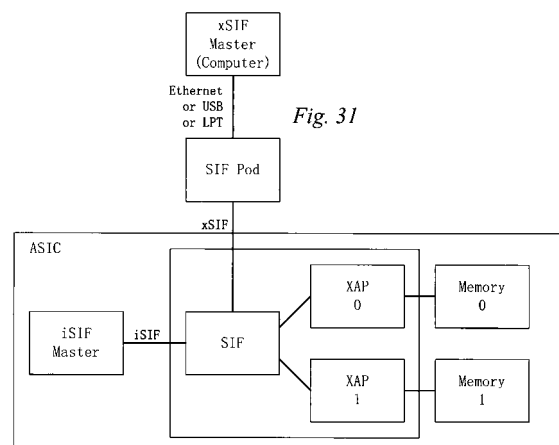 xSIF
Master
(Computer)
Ethernet
or USB
or LPT
Fig. 31
SIF Pod
xSIF
ASIC
iSIF
Master
iSIF
SIF
XAP
0
Memory
0
XAP
1
Memory
1